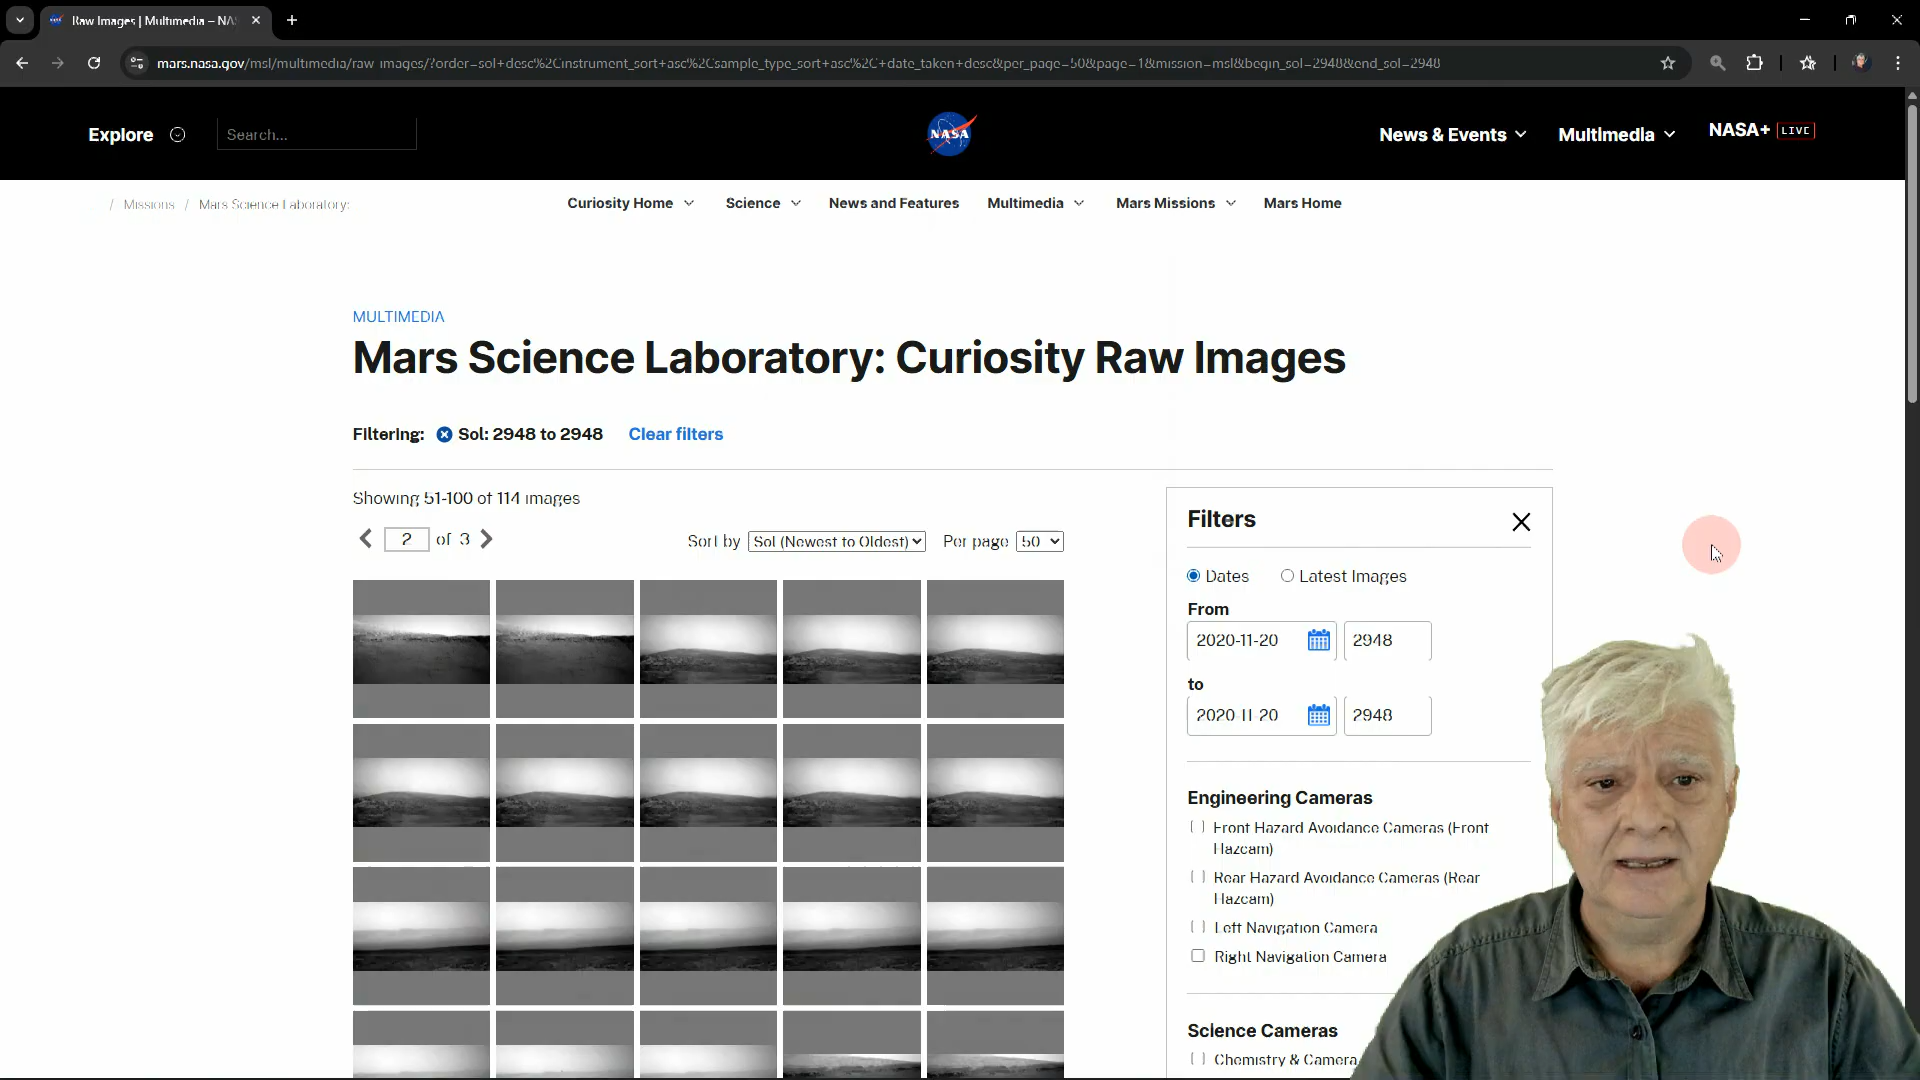 Raw Images | Multimedia – NA
mars.nasa.gov/msl/multimedia/raw-images/?order=sol+desc%2Cinstrument_sort+asc%2Csample_type_sort+asc%2C+date_taken+desc&per_page=50&page=1&mission=msl&begin_sol=2948&end_sol=2948
Explore
Search...
NASA
News & Events
Multimedia
NASA+ LIVE
/ Missions / Mars Science Laboratory:
Curiosity Home
Science
News and Features
Multimedia
Mars Missions
Mars Home
MULTIMEDIA
Mars Science Laboratory: Curiosity Raw Images
Filtering: Sol: 2948 to 2948 Clear filters
Showing 51-100 of 114 images
2 of 3
Sort by Sol (Newest to Oldest) Per page 50
Filters
Dates Latest Images
From
2020-11-20 2948
to
2020-11-20 2948
Engineering Cameras
Front Hazard Avoidance Cameras (Front
Hazcam)
Rear Hazard Avoidance Cameras (Rear
Hazcam)
Left Navigation Camera
Right Navigation Camera
Science Cameras
Chemistry & Camera